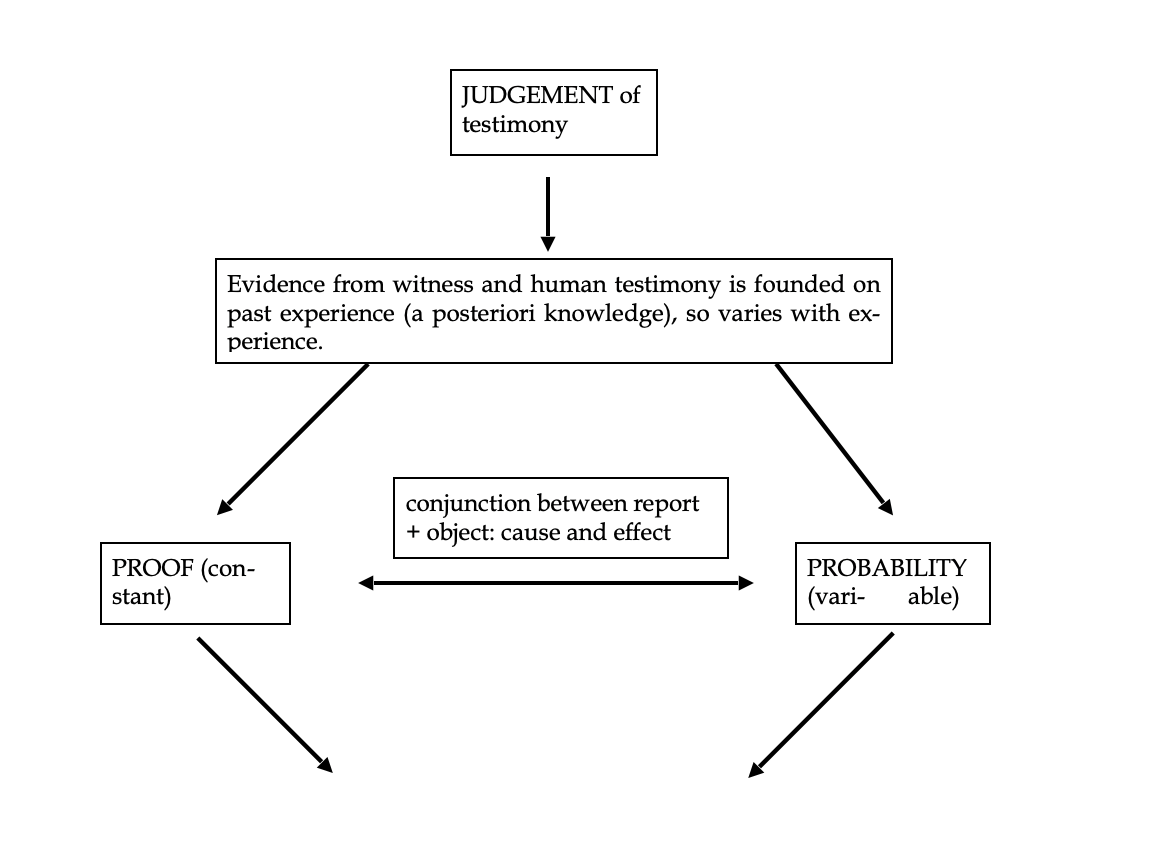 JUDGEMENT of
testimony
Evidence from witness and human testimony is founded on
past experience (a posteriori knowledge), so varies with ex-
perience.
conjunction between report
+ object: cause and effect
PROOF (con-
stant)
PROBABILITY
(vari- able)